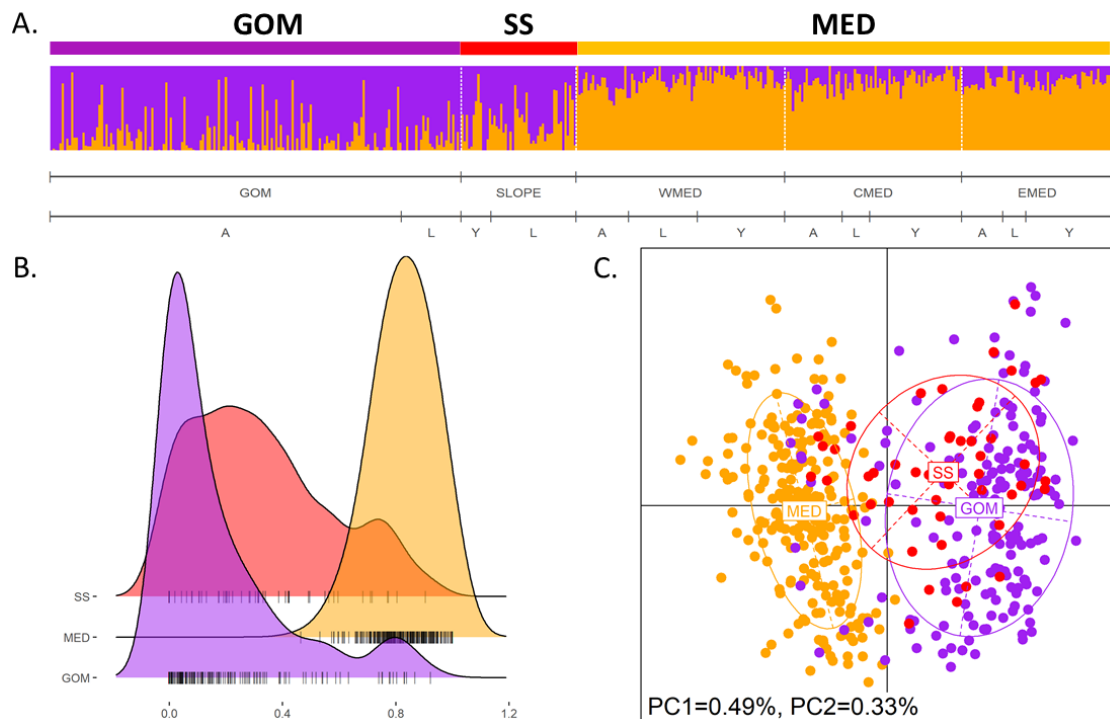 A.
GOM SS MED
GOM SLOPE WMED CMED EMED
A L Y L A L Y A L Y A L Y
B.
C.
SS
MED
GOM
0.0 0.4 0.8 1.2
SS
MED
GOM
PC1=0.49%, PC2=0.33%